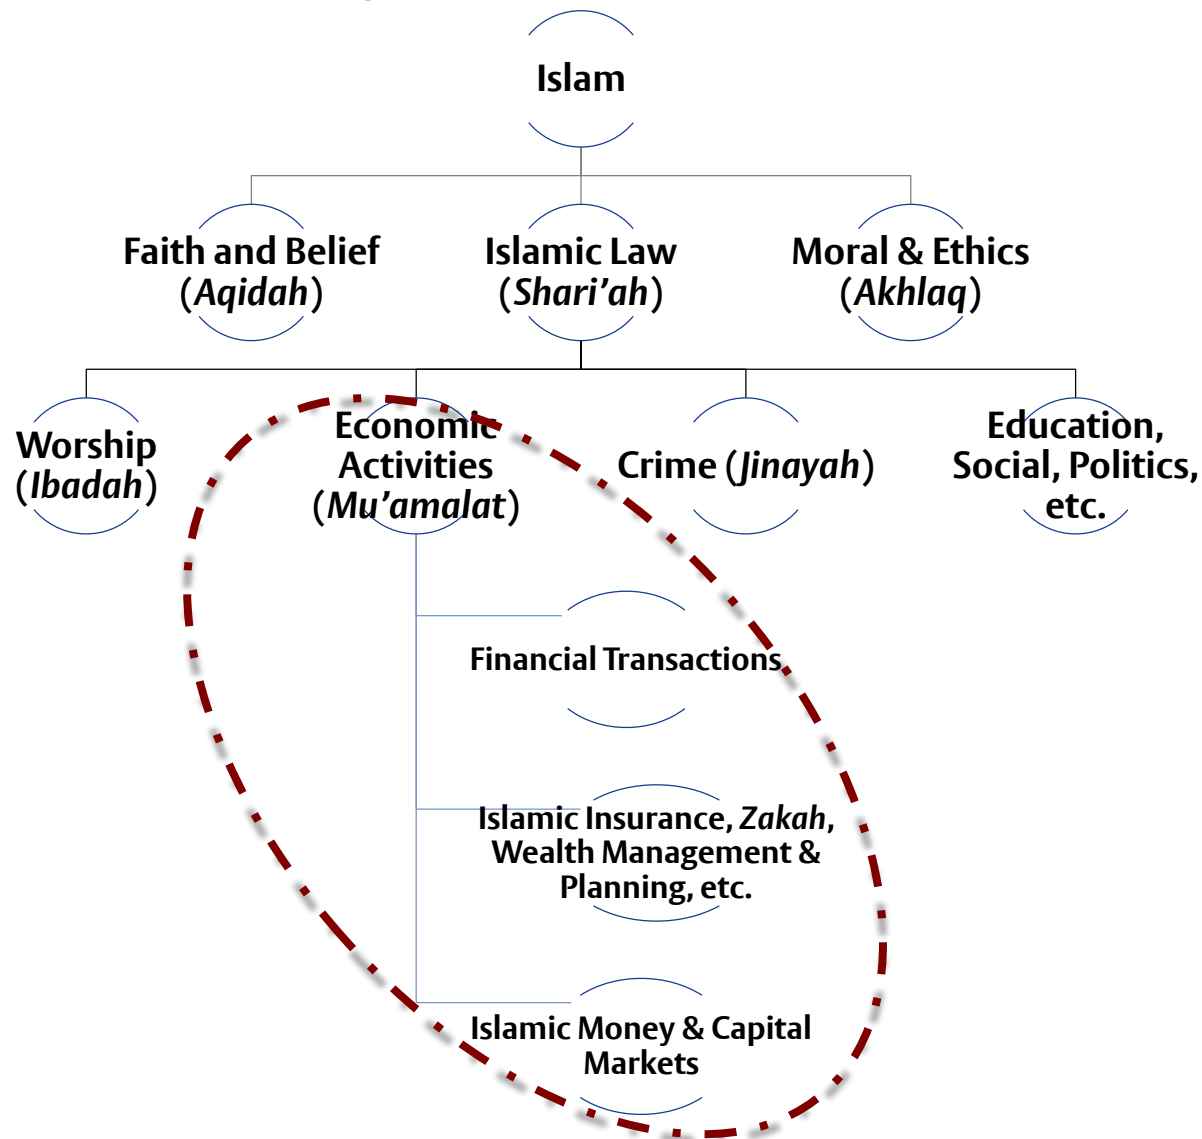 Islam
Faith and Belief
(Aqidah)
Islamic Law
(Shari’ah)
Moral & Ethics
(Akhlaq)
Worship
(Ibadah)
Economic
Activities
(Mu’amalat)
Crime (Jinayah)
Education,
Social, Politics,
etc.
Financial Transactions
Islamic Insurance, Zakah,
Wealth Management &
Planning, etc.
Islamic Money & Capital
Markets